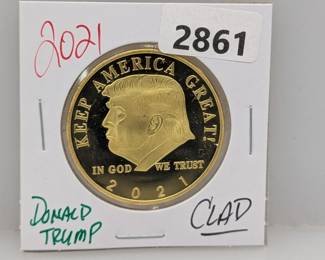 2021
2861
KEEP AMERICA GREAT!
IN GOD WE TRUST
2021
DONALD TRUMP
CLAD